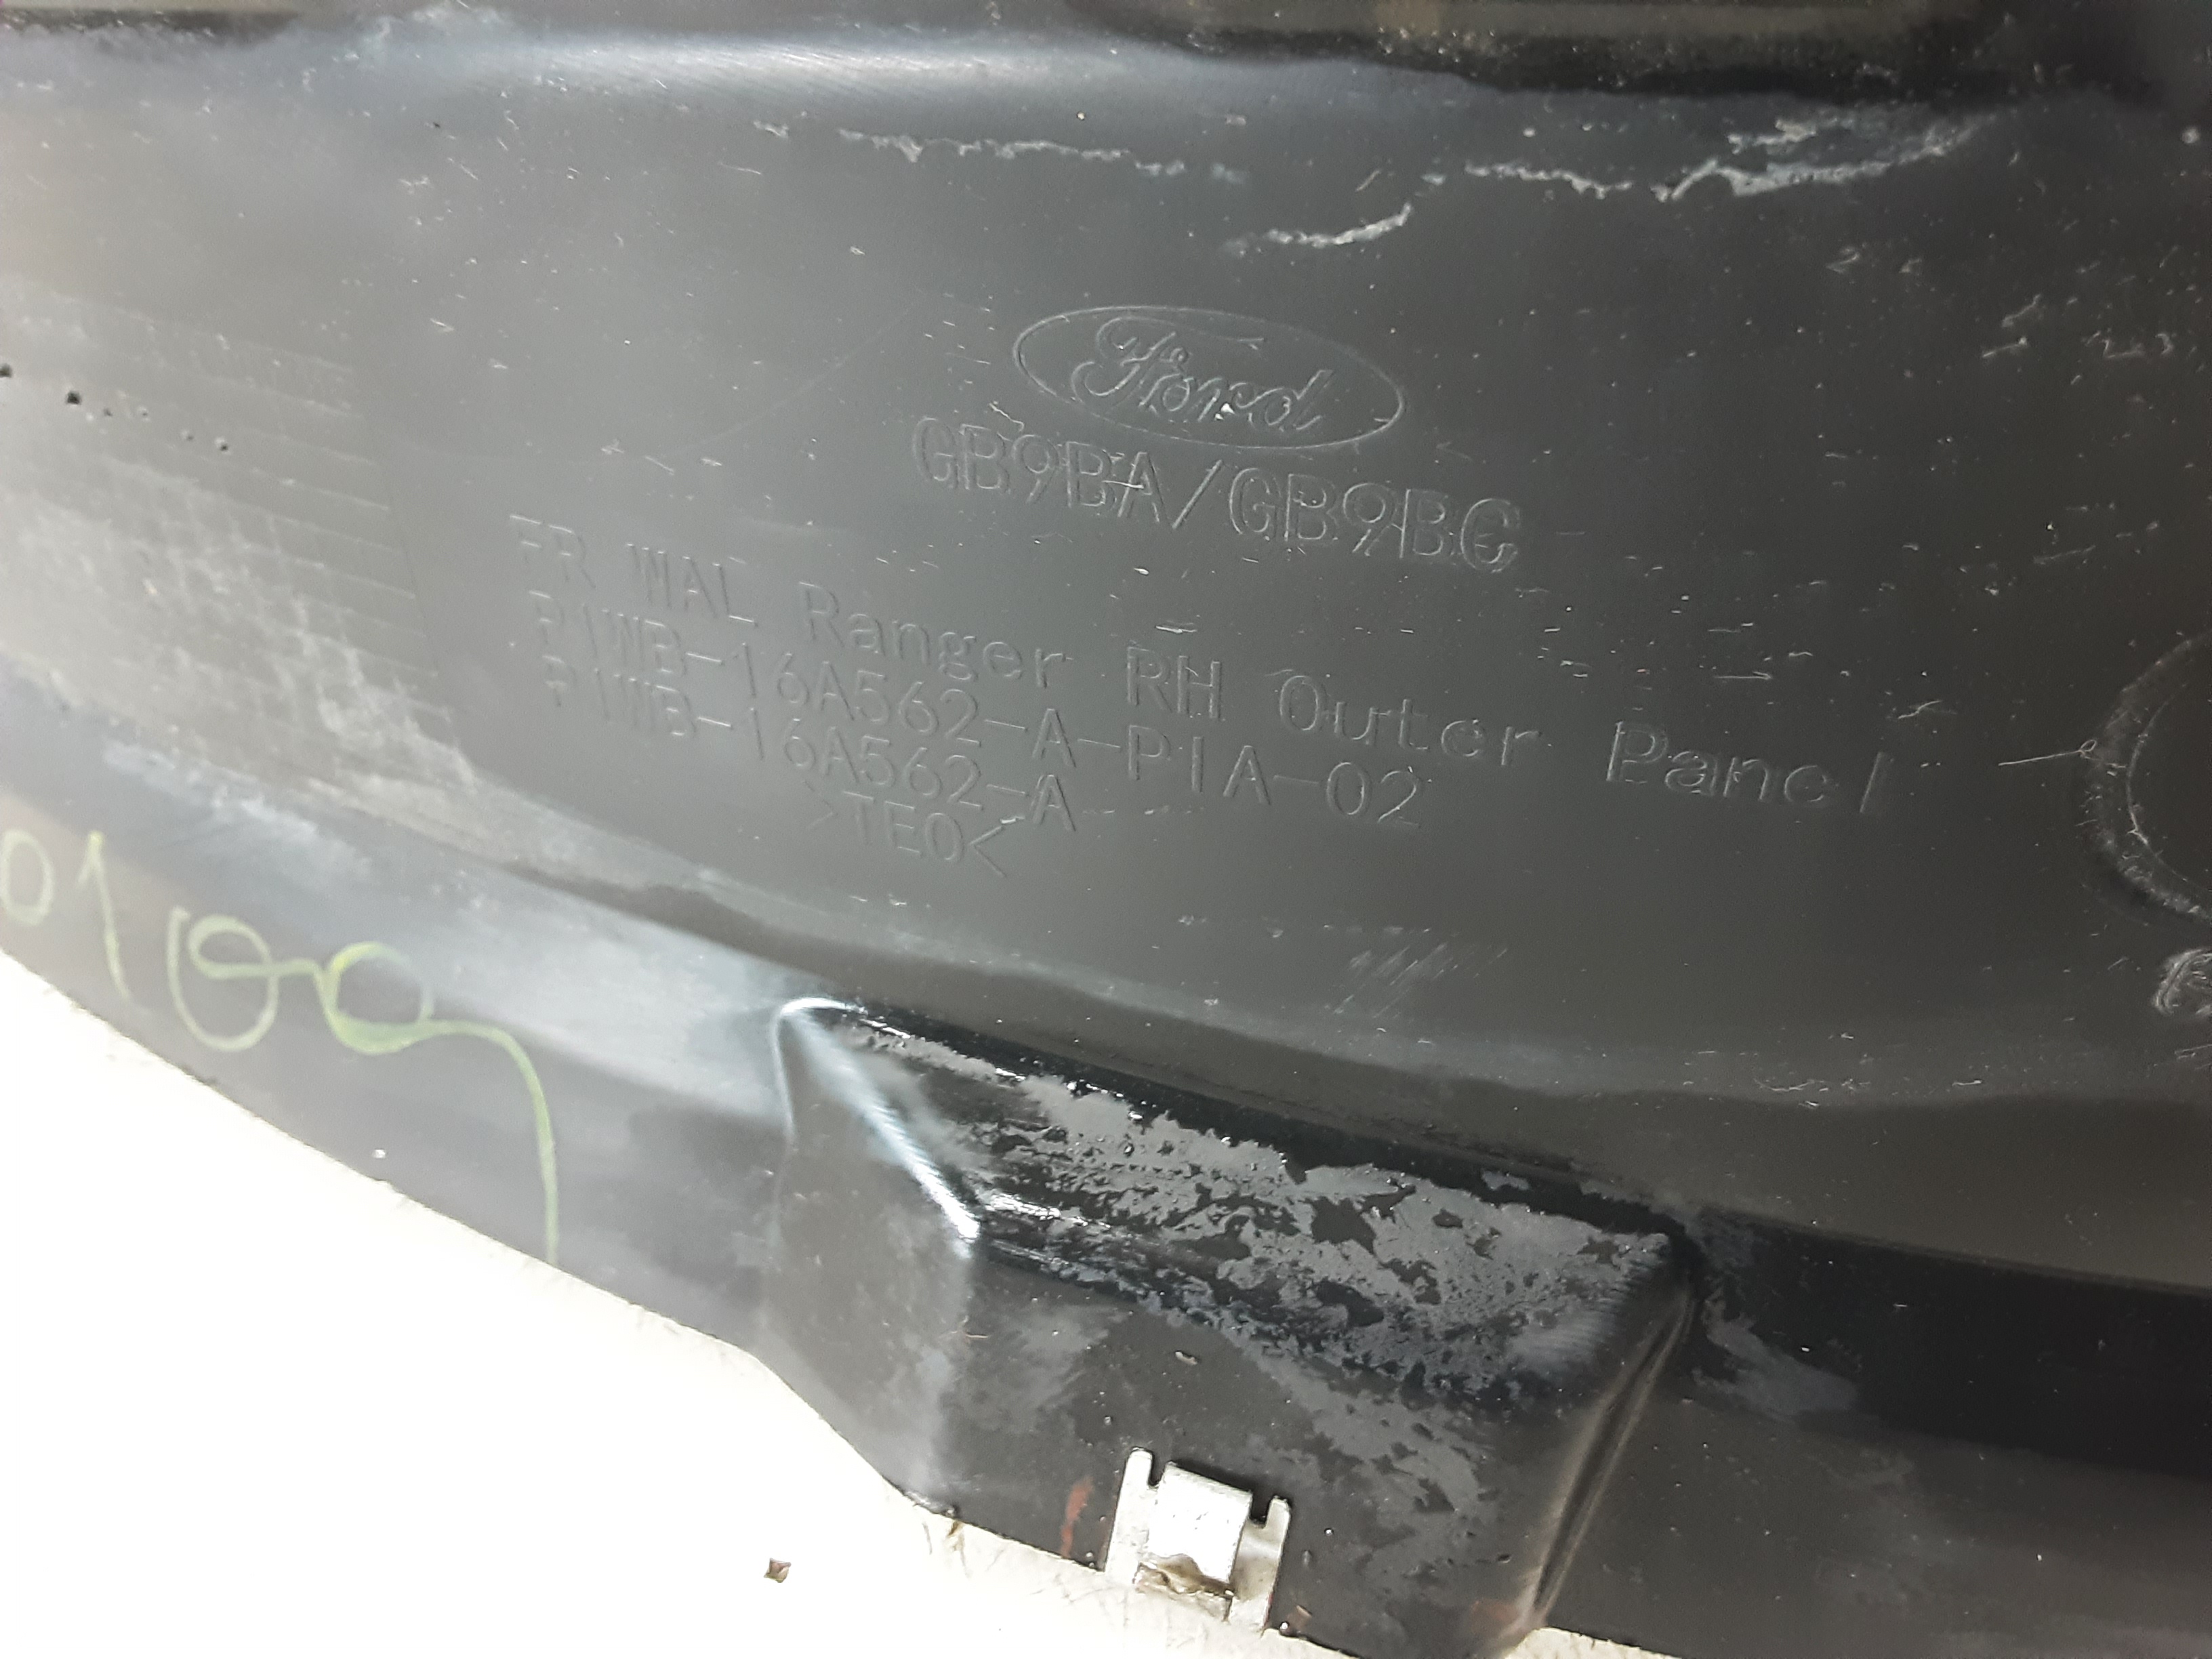 Ford
GB9BA/GB9BC
FR WAL Ranger RH Outer Panel
P1WB-16A562-A-PIA-02
P1WB-16A562-A
>TEO<